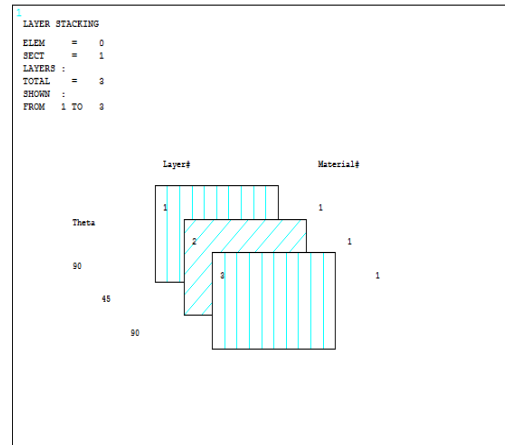 1
LAYER STACKING
ELEM = 0
SECT = 1
LAYERS :
TOTAL = 3
SHOWN :
FROM 1 TO 3
Layer# Material#
1 1
Theta
2 1
90
3 1
45
90